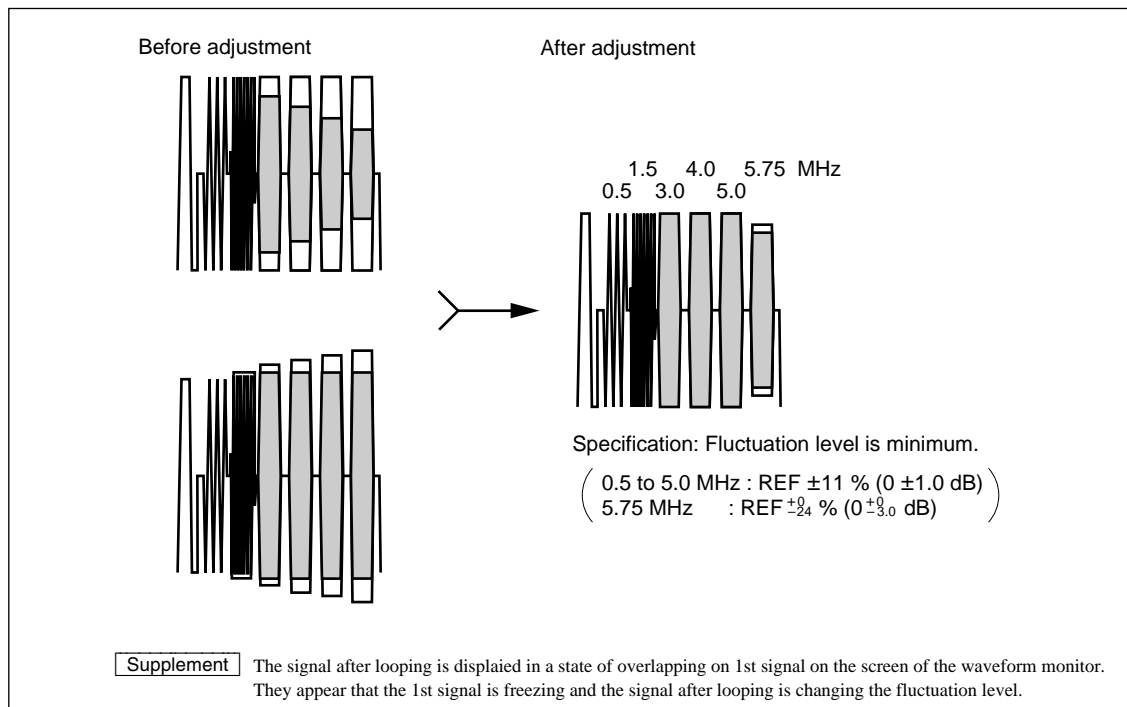 Before adjustment
After adjustment
1.5 4.0 5.75 MHz
0.5 3.0 5.0
Specification: Fluctuation level is minimum.
0.5 to 5.0 MHz : REF ±11 % (0 ±1.0 dB)
5.75 MHz : REF +0 −24 % (0 +0 −3.0 dB)
Supplement
The signal after looping is displaied in a state of overlapping on 1st signal on the screen of the waveform monitor.
They appear that the 1st signal is freezing and the signal after looping is changing the fluctuation level.